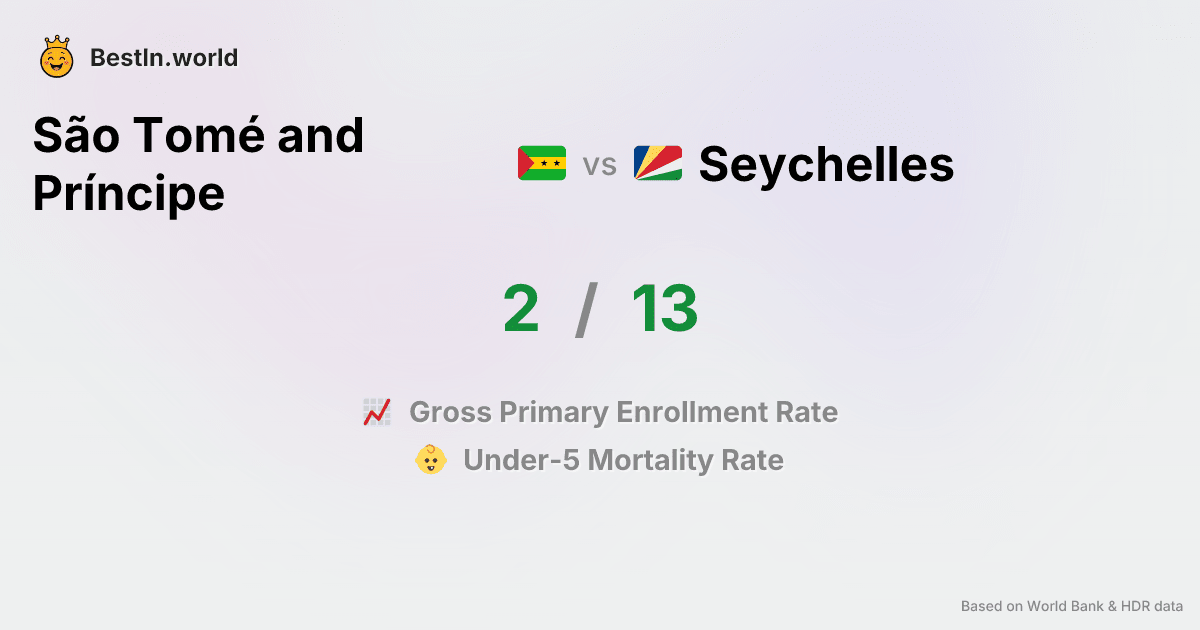 BestIn.world
São Tomé and
Príncipe
vs Seychelles
2 / 13
Gross Primary Enrollment Rate
Under-5 Mortality Rate
Based on World Bank & HDR data